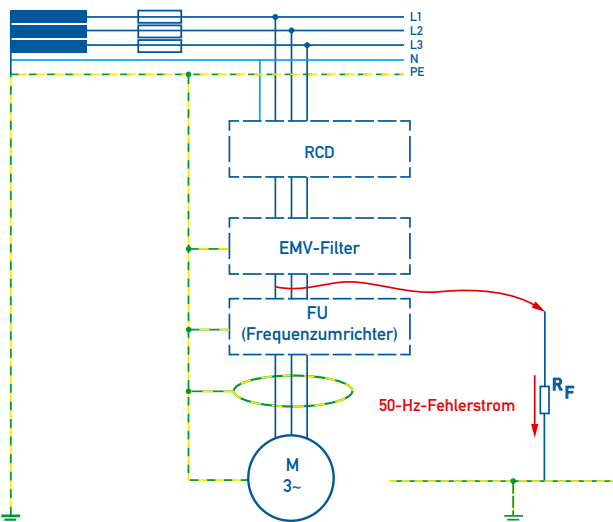 L1
L2
L3
N
PE
RCD
EMV-Filter
FU
(Frequenzumrichter)
50-Hz-Fehlerstrom
RF
M
3~